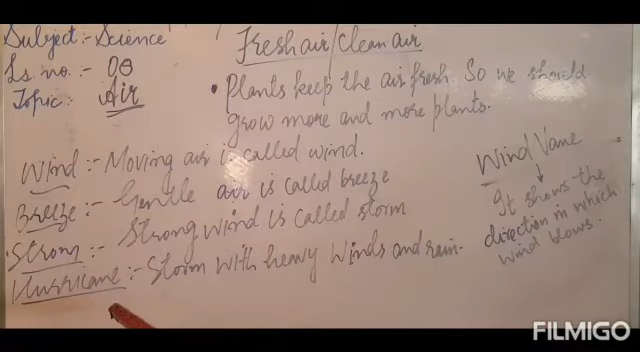 Subject:- Science
Ls. no. :- 08
Topic:- Air
Fresh air/Clean air
• Plants keep the air fresh. So we should
grow more and more plants.
Wind :- Moving air is called wind.
Breeze :- Gentle air is called breeze
Strom :- Strong wind is called storm
Hurricane :- Storm with heavy winds and rain.
Wind Vane
It shows the
direction in which
wind blows.
FILMIGO